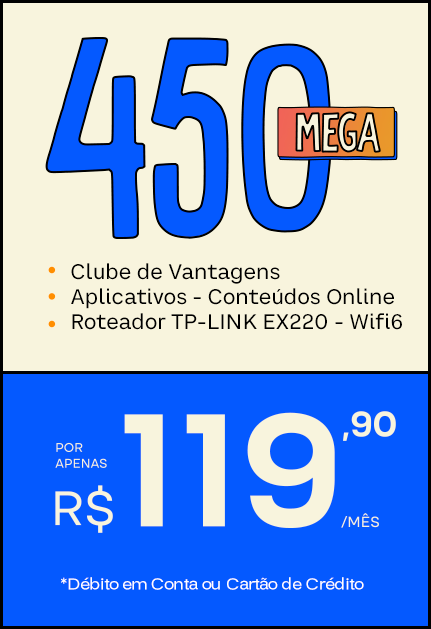 450
MEGA
• Clube de Vantagens
• Aplicativos - Conteúdos Online
• Roteador TP-LINK EX220 - Wifi6
POR
APENAS
R$ 119,90
/MÊS
*Débito em Conta ou Cartão de Crédito